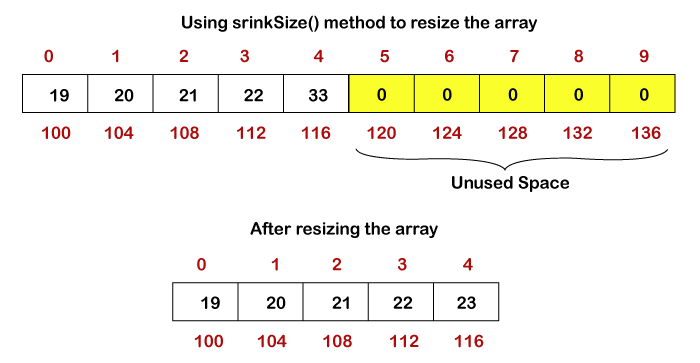 Using srinkSize() method to resize the array
0 1 2 3 4 5 6 7 8 9
19 20 21 22 33 0 0 0 0 0
100 104 108 112 116 120 124 128 132 136
Unused Space
After resizing the array
0 1 2 3 4
19 20 21 22 23
100 104 108 112 116